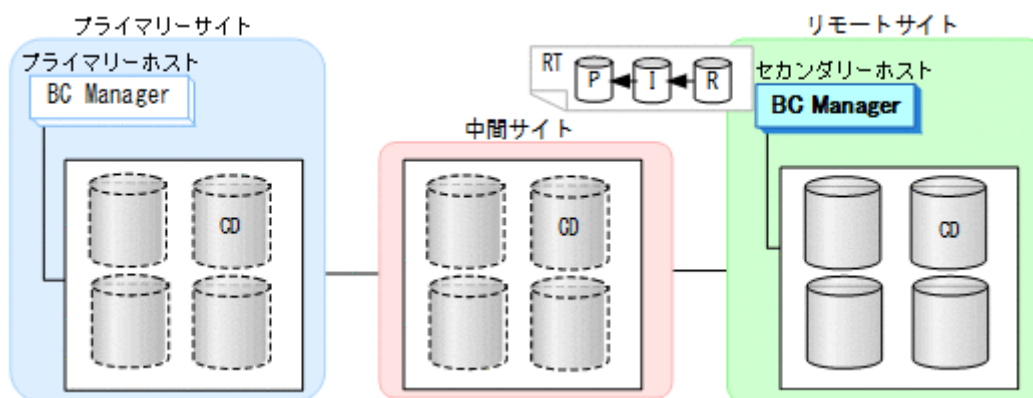 プライマリーサイト
プライマリーホスト
BC Manager
CD
中間サイト
CD
RT
P
I
R
リモートサイト
セカンダリーホスト
BC Manager
CD